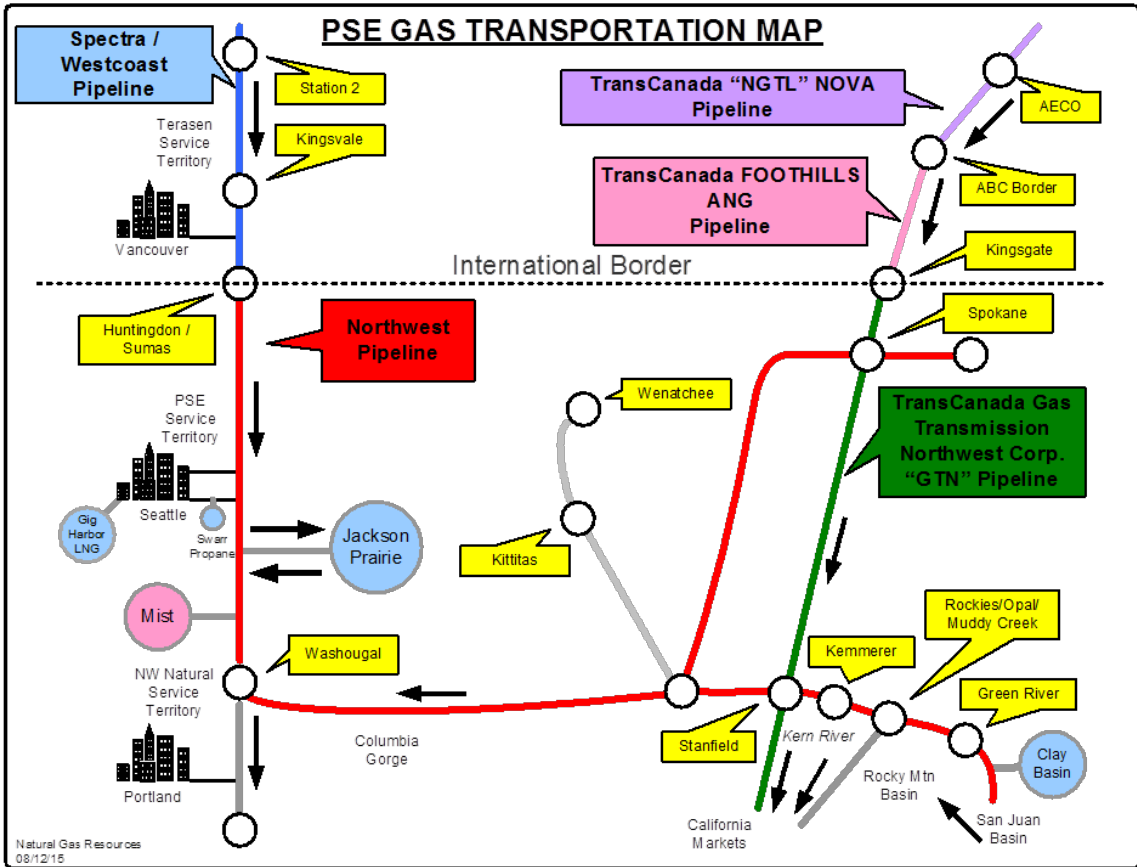 PSE GAS TRANSPORTATION MAP
Spectra /
Westcoast
Pipeline
Station 2
Terasen
Service
Territory
Kingsvale
Vancouver
TransCanada “NGTL” NOVA
Pipeline
AECO
TransCanada FOOTHILLS
ANG
Pipeline
ABC Border
Kingsgate
International Border
Huntingdon /
Sumas
Northwest
Pipeline
Spokane
PSE
Service
Territory
Wenatchee
TransCanada Gas
Transmission
Northwest Corp.
“GTN” Pipeline
Seattle
Gig
Harbor
LNG
Swarr
Propane
Jackson
Prairie
Kittitas
Mist
Washougal
Rockies/Opal/
Muddy Creek
Kemmerer
Green River
NW Natural
Service
Territory
Stanfield
Kern River
Columbia
Gorge
Clay
Basin
Rocky Mtn
Basin
Portland
California
Markets
San Juan
Basin
Natural Gas Resources
08/12/15